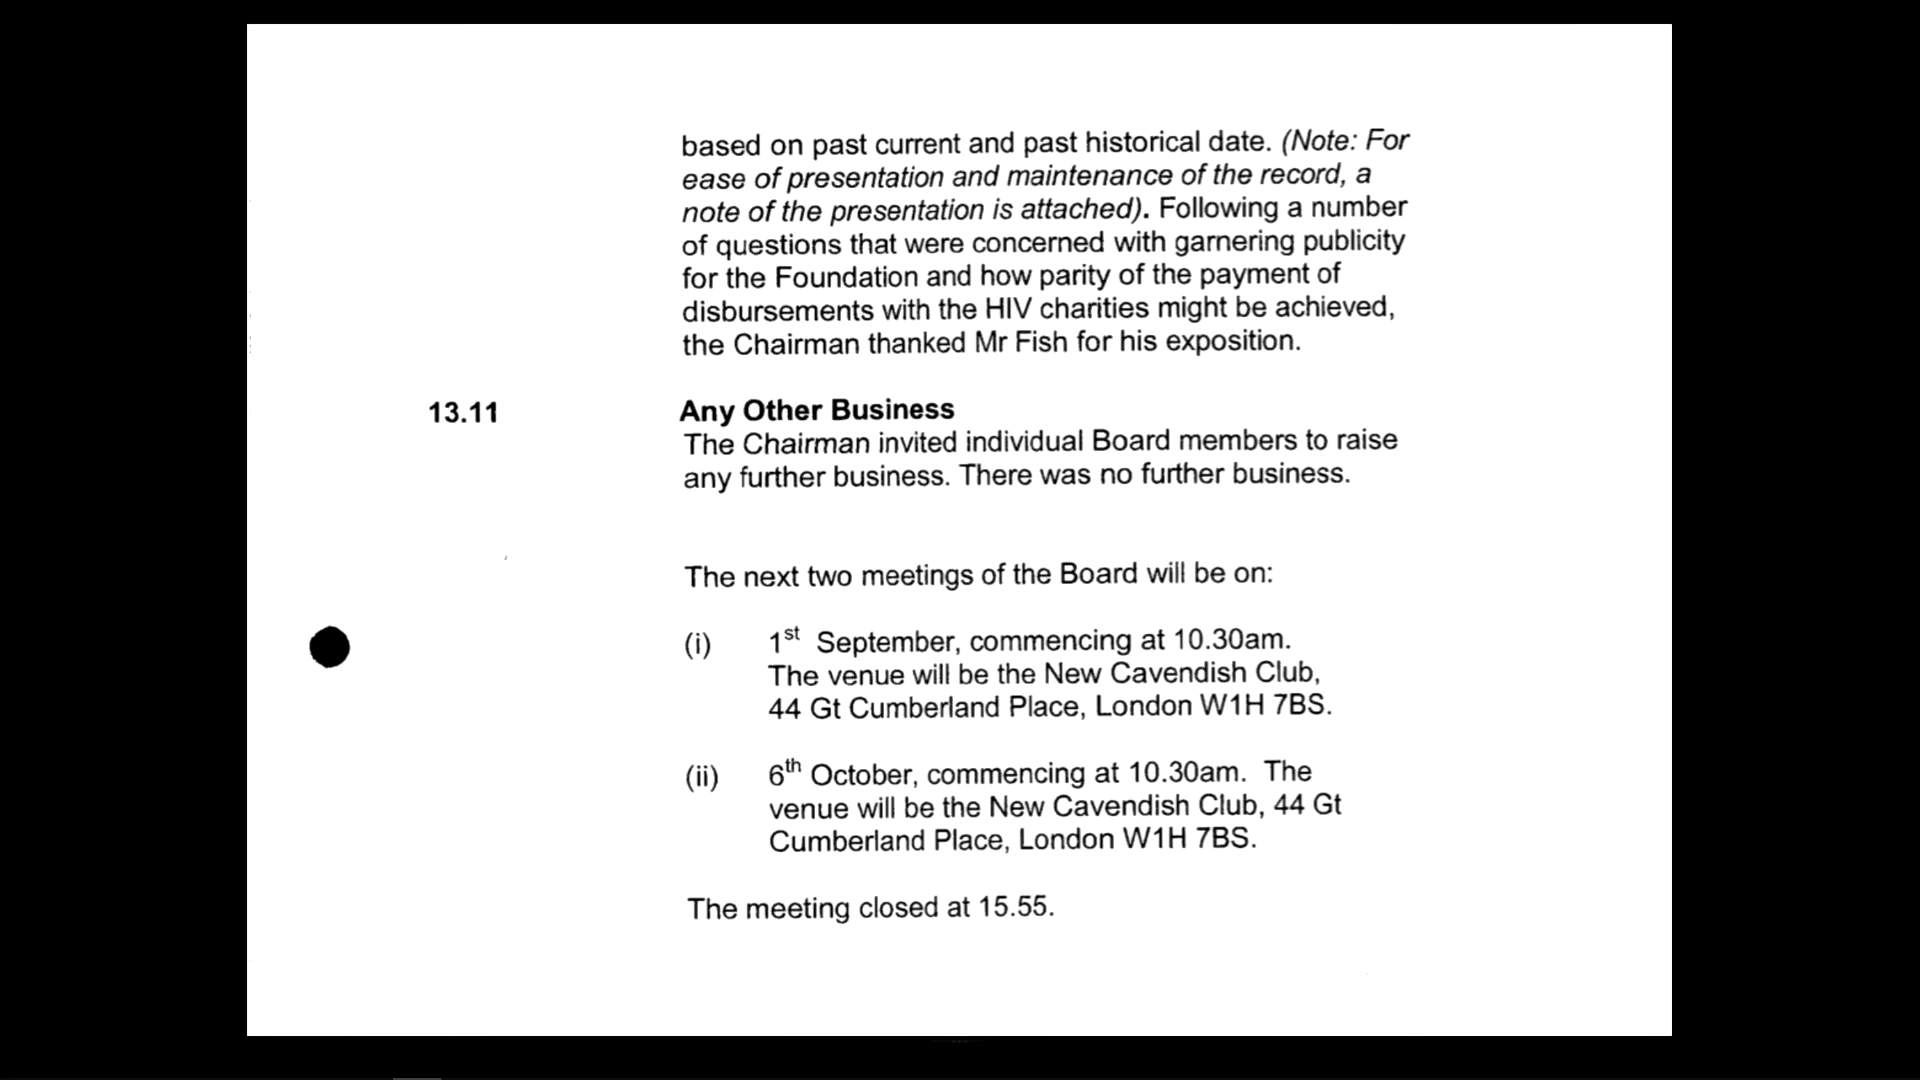 based on past current and past historical date. (Note: For
ease of presentation and maintenance of the record, a
note of the presentation is attached). Following a number
of questions that were concerned with garnering publicity
for the Foundation and how parity of the payment of
disbursements with the HIV charities might be achieved,
the Chairman thanked Mr Fish for his exposition.
13.11 Any Other Business
The Chairman invited individual Board members to raise
any further business. There was no further business.
The next two meetings of the Board will be on:
(i) 1st September, commencing at 10.30am.
The venue will be the New Cavendish Club,
44 Gt Cumberland Place, London W1H 7BS.
(ii) 6th October, commencing at 10.30am. The
venue will be the New Cavendish Club, 44 Gt
Cumberland Place, London W1H 7BS.
The meeting closed at 15.55.